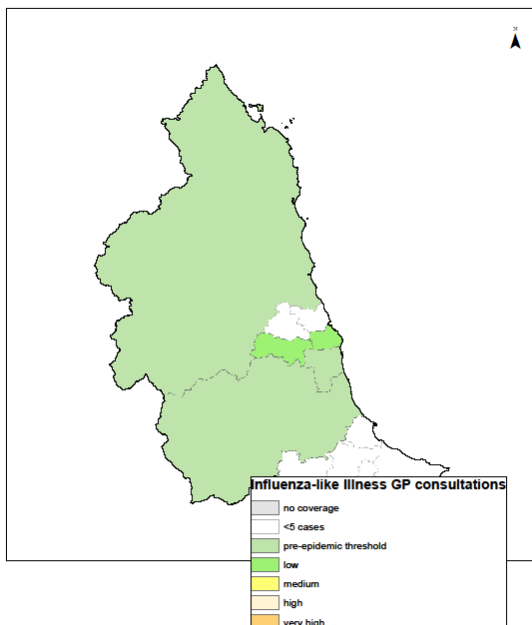 N
Influenza-like Illness GP consultations
no coverage
<5 cases
pre-epidemic threshold
low
medium
high
very high